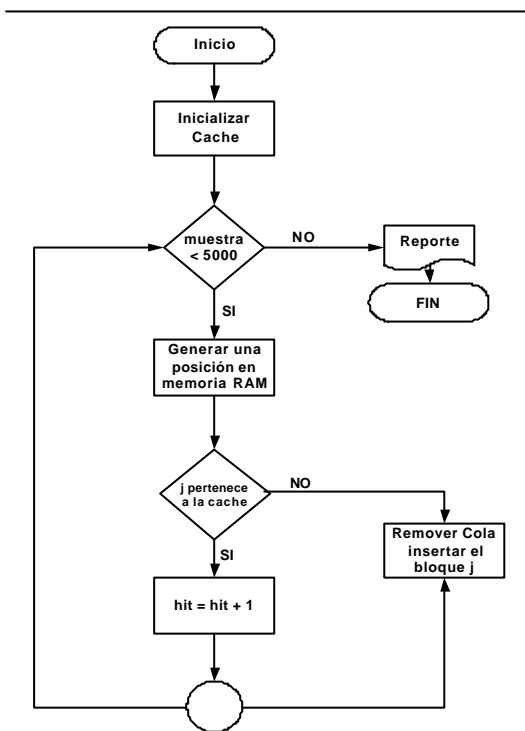 Inicio
Inicializar
Cache
muestra
< 5000
NO
Reporte
FIN
SI
Generar una
posición en
memoria RAM
j pertenece
a la cache
NO
Remover Cola
insertar el
bloque j
SI
hit = hit + 1